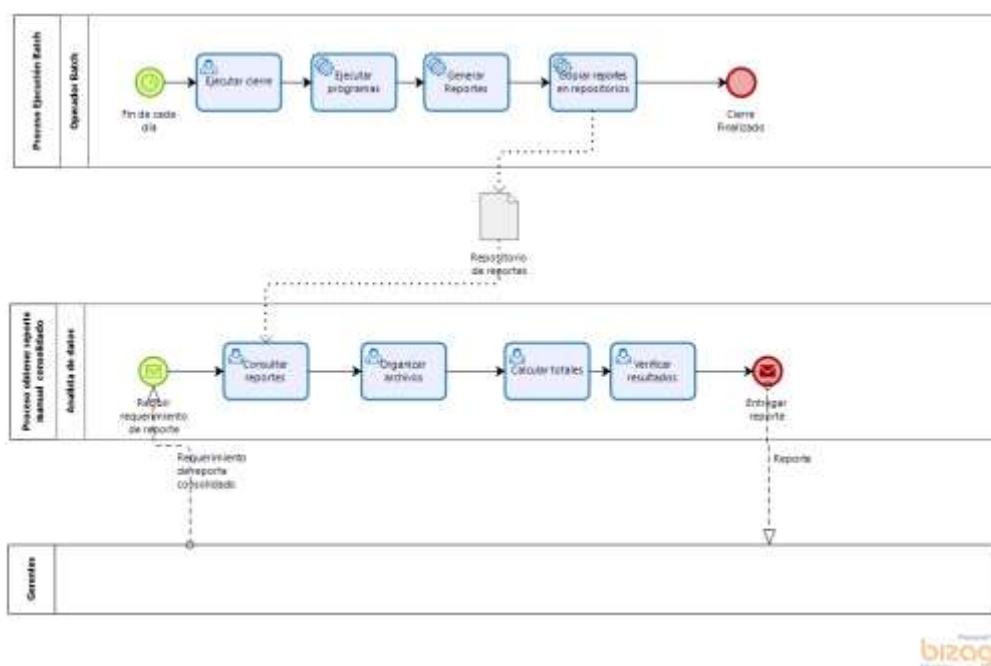 Proceso Ejecución Batch
Operador Batch
Fin de cada
día
Ejecutar cierre
Ejecutar
programas
Generar
Reportes
Copiar reportes
en repositorios
Cierre
Finalizado
Repositorio
de reportes
Proceso obtener reporte
manual consolidado
Analista de datos
requerimiento
de reporte
Consultar
reportes
Organizar
archivos
Calcular totales
Verificar
resultados
Entregar
reporte
Requerimiento
de reporte
consolidado
Reporte
Gerentes
bizag